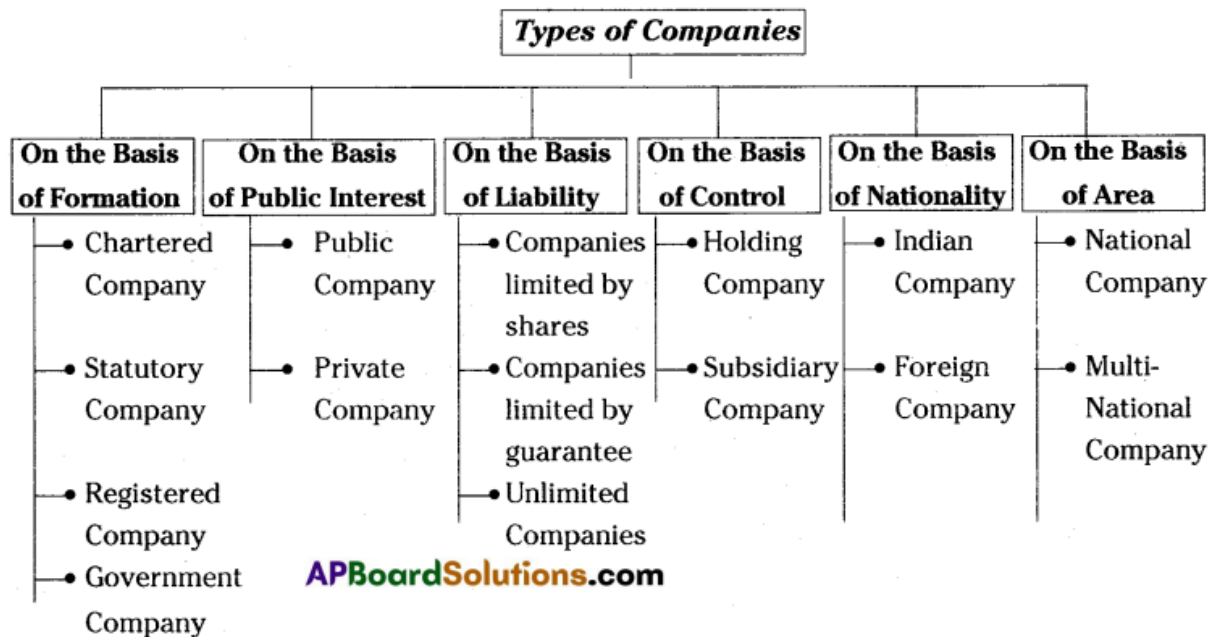 Types of Companies
On the Basis
of Formation
Chartered
Company
Statutory
Company
Registered
Company
Government
Company
On the Basis
of Public Interest
Public
Company
Private
Company
On the Basis
of Liability
Companies
limited by
shares
Companies
limited by
guarantee
Unlimited
Companies
On the Basis
of Control
Holding
Company
Subsidiary
Company
On the Basis
of Nationality
Indian
Company
Foreign
Company
On the Basis
of Area
National
Company
Multi-
National
Company
APBoardSolutions.com